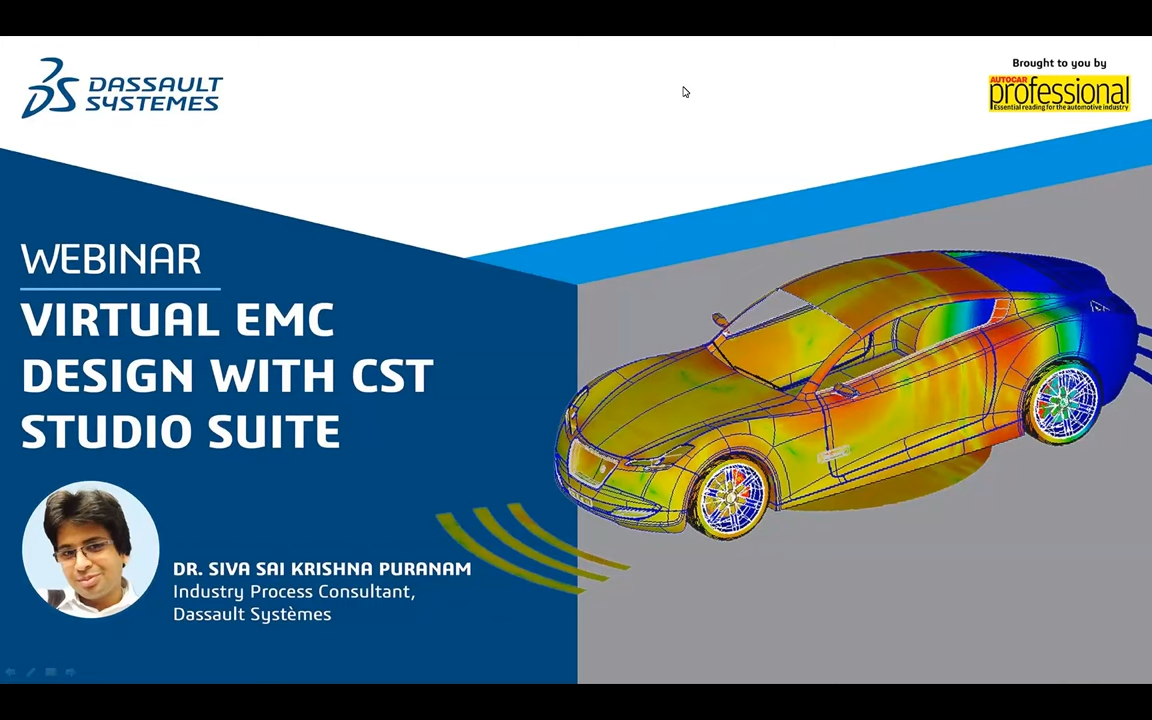 DASSAULT
SYSTEMES
Brought to you by
AUTOCAR
professional
Essential reading for the automotive industry
WEBINAR
VIRTUAL EMC
DESIGN WITH CST
STUDIO SUITE
DR. SIVA SAI KRISHNA PURANAM
Industry Process Consultant,
Dassault Systèmes